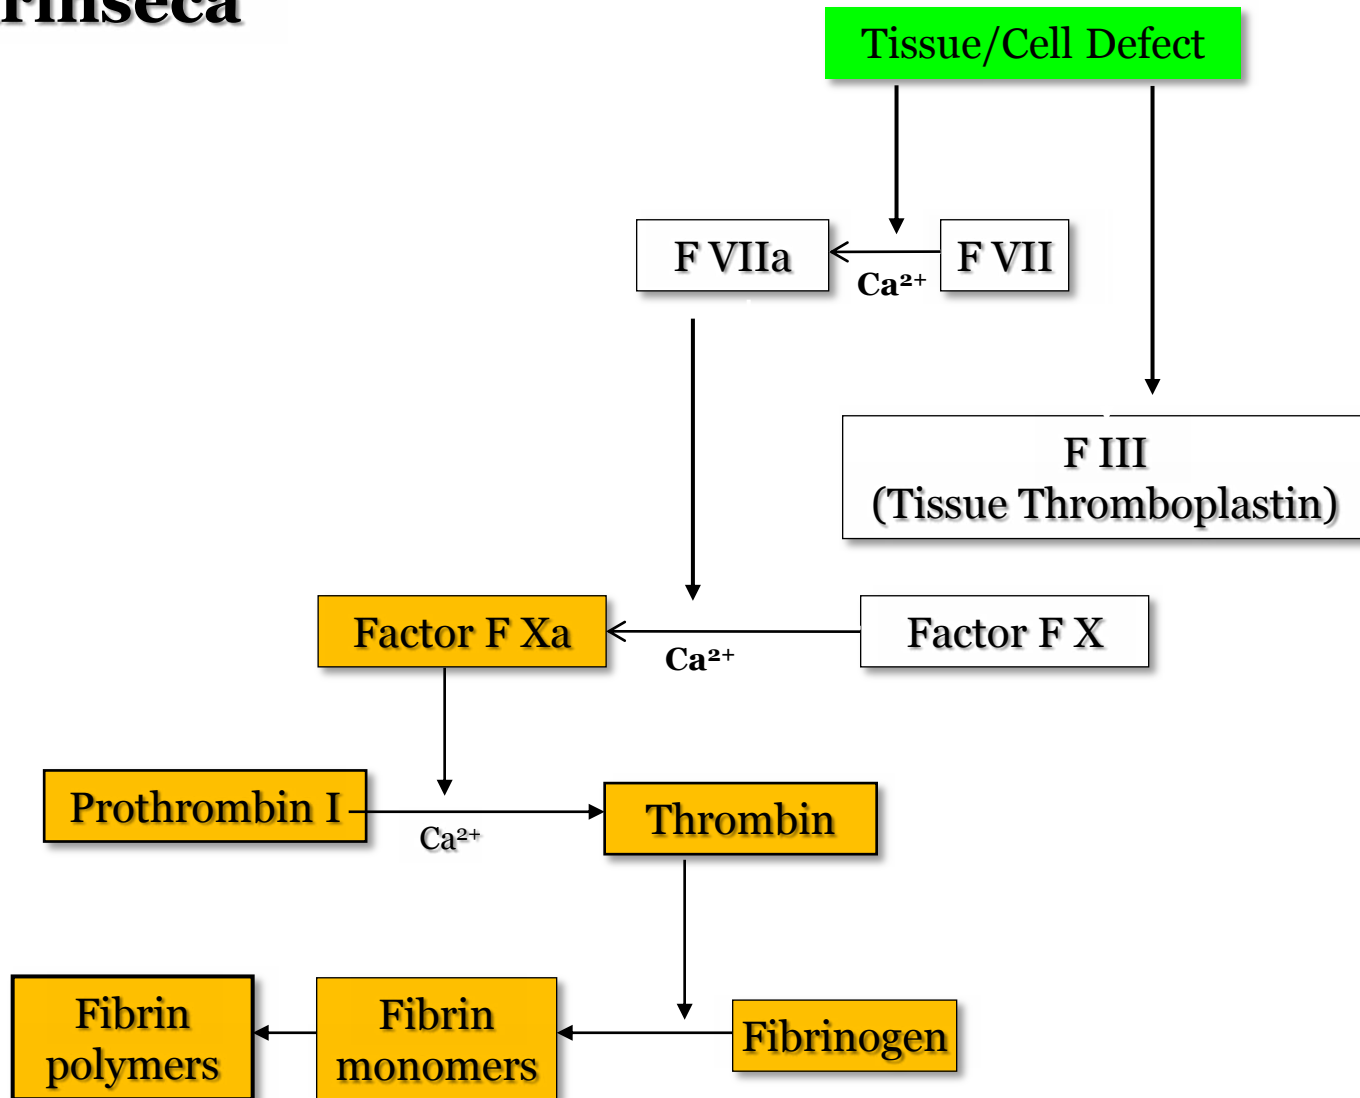 rinseca
Tissue/Cell Defect
F VIIa
F VII
Ca²⁺
F III
(Tissue Thromboplastin)
Factor F Xa
Factor F X
Ca²⁺
Prothrombin I
Thrombin
Ca²⁺
Fibrin
polymers
Fibrin
monomers
Fibrinogen